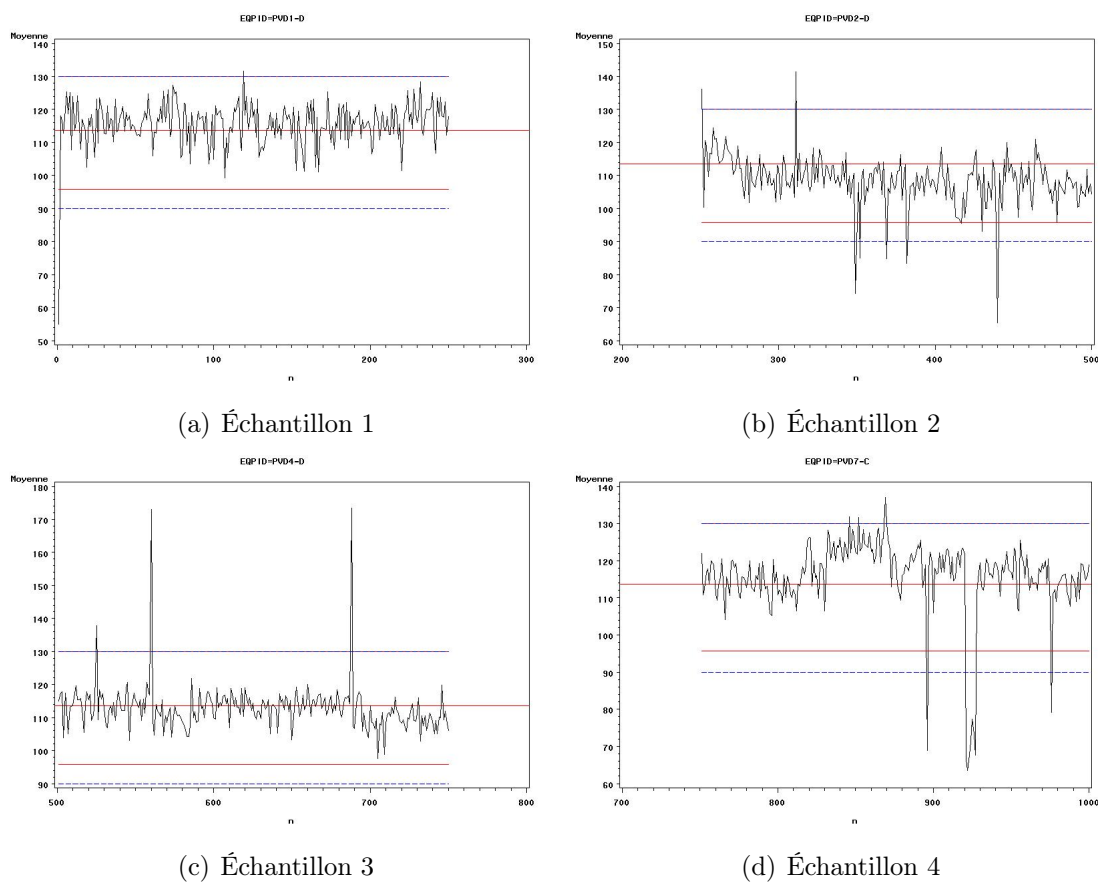 EQPID=PVD1-D
Moyenne
140
130
120
110
100
90
80
70
60
50
0 100 200 300
n
(a) Échantillon 1
EQPID=PVD2-D
Moyenne
150
140
130
120
110
100
90
80
70
60
200 300 400 500
n
(b) Échantillon 2
EQPID=PVD4-D
Moyenne
180
170
160
150
140
130
120
110
100
90
500 600 700 800
n
(c) Échantillon 3
EQPID=PVD7-C
Moyenne
140
130
120
110
100
90
80
70
60
700 800 900 1000
n
(d) Échantillon 4